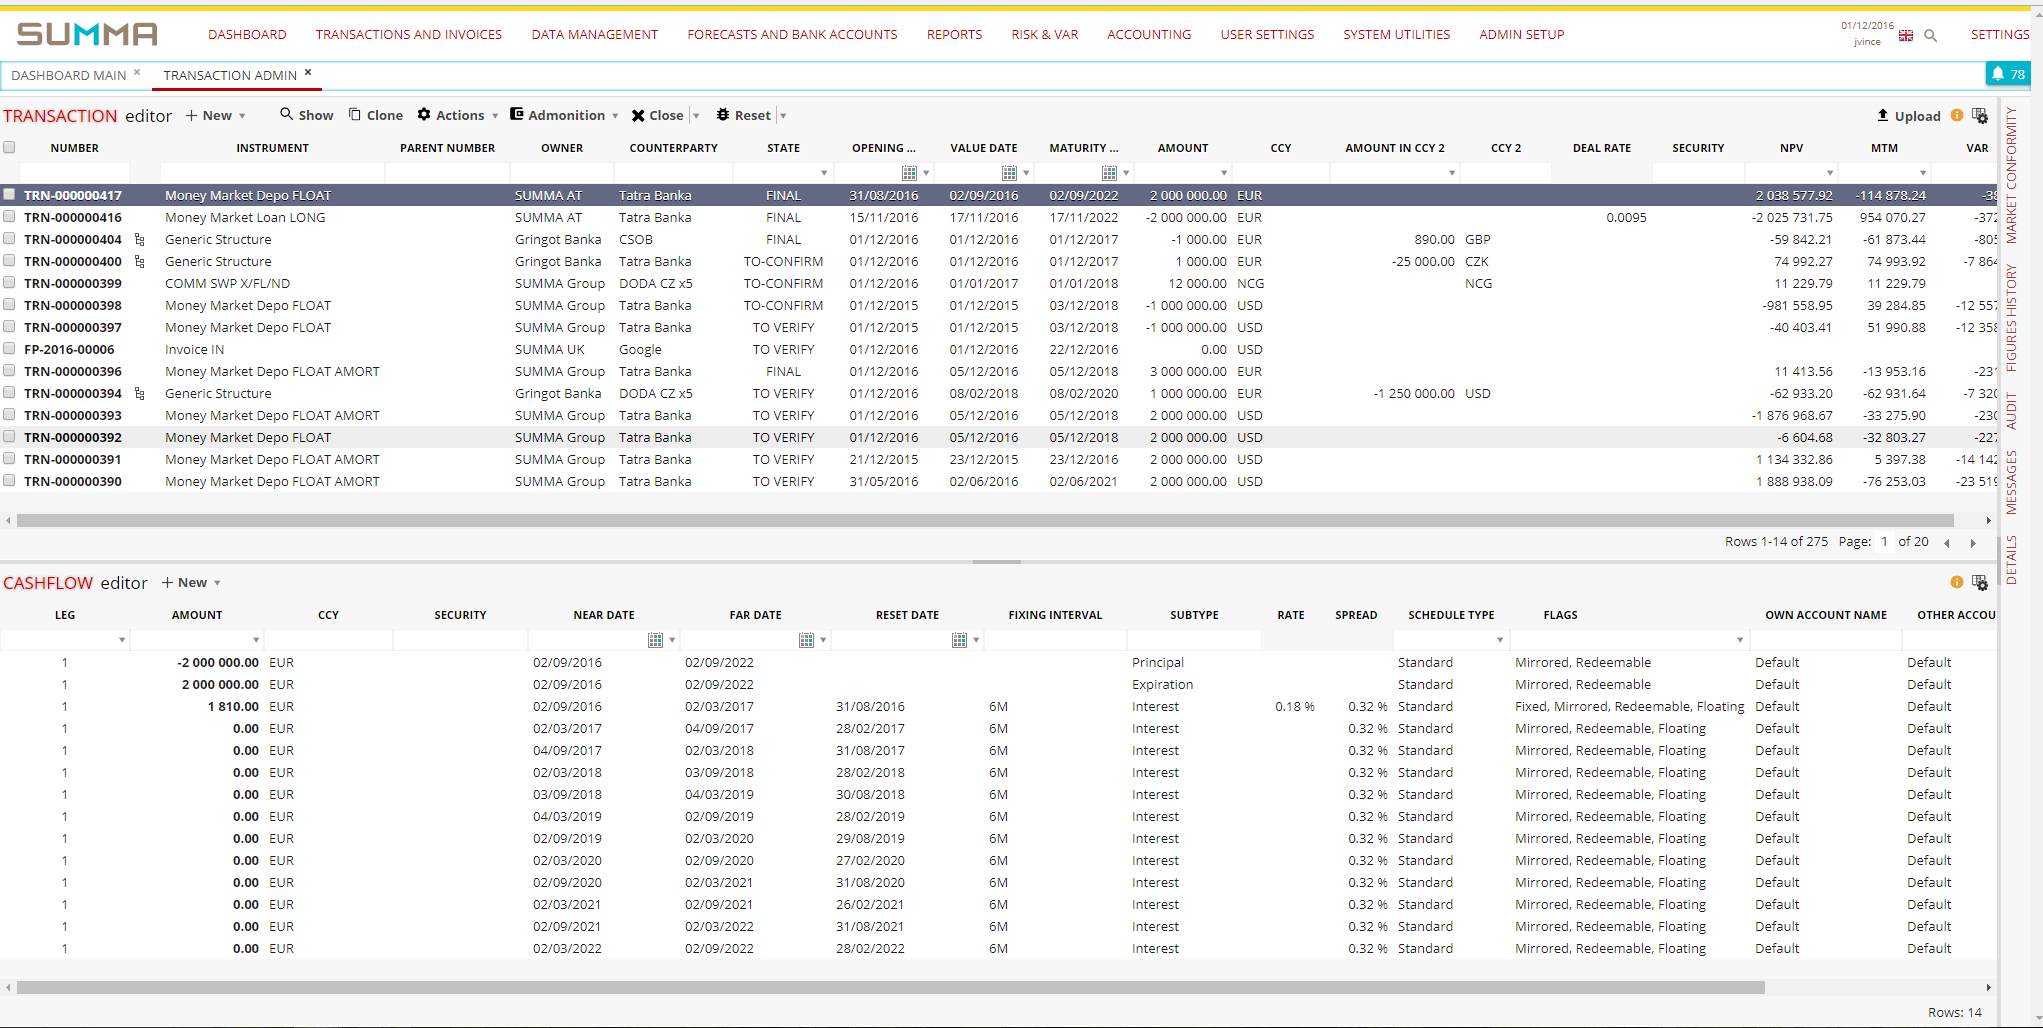 SUMMA DASHBOARD TRANSACTIONS AND INVOICES DATA MANAGEMENT FORECASTS AND BANK ACCOUNTS REPORTS RISK & VAR ACCOUNTING USER SETTINGS SYSTEM UTILITIES ADMIN SETUP 01/12/2016 SETTINGS
jvince
DASHBOARD MAIN × TRANSACTION ADMIN × 78
TRANSACTION editor + New Show Clone Actions Admonition Close Reset Upload
NUMBER INSTRUMENT PARENT NUMBER OWNER COUNTERPARTY STATE OPENING ... VALUE DATE MATURITY ... AMOUNT CCY AMOUNT IN CCY 2 CCY 2 DEAL RATE SECURITY NPV MTM VAR
TRN-000000417 Money Market Depo FLOAT SUMMA AT Tatra Banka FINAL 31/08/2016 02/09/2016 02/09/2022 2 000 000.00 EUR 2 038 577.92 -114 878.24 -38
TRN-000000416 Money Market Loan LONG SUMMA AT Tatra Banka FINAL 15/11/2016 17/11/2016 17/11/2022 -2 000 000.00 EUR 0.0095 -2 025 731.75 954 070.27 -372
TRN-000000404 Generic Structure Gringot Banka CSOB FINAL 01/12/2016 01/12/2016 01/12/2017 -1 000.00 EUR 890.00 GBP -59 842.21 -61 873.44 -805
TRN-000000400 Generic Structure Gringot Banka Tatra Banka TO-CONFIRM 01/12/2016 01/12/2016 01/12/2017 1 000.00 EUR -25 000.00 CZK 74 992.27 74 993.92 -7 864
TRN-000000399 COMM SWP X/FL/ND SUMMA Group DODA CZ x5 TO-CONFIRM 01/12/2016 01/01/2017 01/01/2018 12 000.00 NCG NCG 11 229.79 11 229.79
TRN-000000398 Money Market Depo FLOAT SUMMA Group Tatra Banka TO-CONFIRM 01/12/2015 01/12/2015 03/12/2018 -1 000 000.00 USD -981 558.95 39 284.85 -12 557
TRN-000000397 Money Market Depo FLOAT SUMMA Group Tatra Banka TO VERIFY 01/12/2015 01/12/2015 03/12/2018 -1 000 000.00 USD -40 403.41 51 990.88 -12 358
FP-2016-00006 Invoice IN SUMMA UK Google TO VERIFY 01/12/2016 01/12/2016 22/12/2016 0.00 USD
TRN-000000396 Money Market Depo FLOAT AMORT SUMMA Group Tatra Banka FINAL 01/12/2016 05/12/2016 05/12/2018 3 000 000.00 EUR 11 413.56 -13 953.16 -231
TRN-000000394 Generic Structure Gringot Banka DODA CZ x5 TO VERIFY 01/12/2016 08/02/2018 08/02/2020 1 000 000.00 EUR -1 250 000.00 USD -62 933.20 -62 931.64 -7 320
TRN-000000393 Money Market Depo FLOAT AMORT SUMMA Group Tatra Banka TO VERIFY 01/12/2016 05/12/2016 05/12/2018 2 000 000.00 USD -1 876 968.67 -33 275.90 -230
TRN-000000392 Money Market Depo FLOAT SUMMA Group Tatra Banka TO VERIFY 01/12/2016 05/12/2016 05/12/2018 2 000 000.00 USD -6 604.68 -32 803.27 -227
TRN-000000391 Money Market Depo FLOAT AMORT SUMMA Group Tatra Banka TO VERIFY 21/12/2015 23/12/2015 23/12/2016 2 000 000.00 USD 1 134 332.86 5 397.38 -14 142
TRN-000000390 Money Market Depo FLOAT AMORT SUMMA Group Tatra Banka TO VERIFY 31/05/2016 02/06/2016 02/06/2021 2 000 000.00 USD 1 888 938.09 -76 253.03 -23 519
Rows 1-14 of 275 Page: 1 of 20
MARKET CONFORMITY
FIGURES HISTORY
AUDIT
MESSAGES
DETAILS
CASHFLOW editor + New
LEG AMOUNT CCY SECURITY NEAR DATE FAR DATE RESET DATE FIXING INTERVAL SUBTYPE RATE SPREAD SCHEDULE TYPE FLAGS OWN ACCOUNT NAME OTHER ACCOU
1 -2 000 000.00 EUR 02/09/2016 02/09/2022 Principal Standard Mirrored, Redeemable Default Default
1 2 000 000.00 EUR 02/09/2016 02/09/2022 Expiration Standard Mirrored, Redeemable Default Default
1 1 810.00 EUR 02/09/2016 02/03/2017 31/08/2016 6M Interest 0.18 % 0.32 % Standard Fixed, Mirrored, Redeemable, Floating Default Default
1 0.00 EUR 02/03/2017 04/09/2017 28/02/2017 6M Interest 0.32 % Standard Mirrored, Redeemable, Floating Default Default
1 0.00 EUR 04/09/2017 02/03/2018 31/08/2017 6M Interest 0.32 % Standard Mirrored, Redeemable, Floating Default Default
1 0.00 EUR 02/03/2018 03/09/2018 28/02/2018 6M Interest 0.32 % Standard Mirrored, Redeemable, Floating Default Default
1 0.00 EUR 03/09/2018 04/03/2019 30/08/2018 6M Interest 0.32 % Standard Mirrored, Redeemable, Floating Default Default
1 0.00 EUR 04/03/2019 02/09/2019 28/02/2019 6M Interest 0.32 % Standard Mirrored, Redeemable, Floating Default Default
1 0.00 EUR 02/09/2019 02/03/2020 29/08/2019 6M Interest 0.32 % Standard Mirrored, Redeemable, Floating Default Default
1 0.00 EUR 02/03/2020 02/09/2020 27/02/2020 6M Interest 0.32 % Standard Mirrored, Redeemable, Floating Default Default
1 0.00 EUR 02/09/2020 02/03/2021 31/08/2020 6M Interest 0.32 % Standard Mirrored, Redeemable, Floating Default Default
1 0.00 EUR 02/03/2021 02/09/2021 26/02/2021 6M Interest 0.32 % Standard Mirrored, Redeemable, Floating Default Default
1 0.00 EUR 02/09/2021 02/03/2022 31/08/2021 6M Interest 0.32 % Standard Mirrored, Redeemable, Floating Default Default
1 0.00 EUR 02/03/2022 02/09/2022 28/02/2022 6M Interest 0.32 % Standard Mirrored, Redeemable, Floating Default Default
Rows: 14